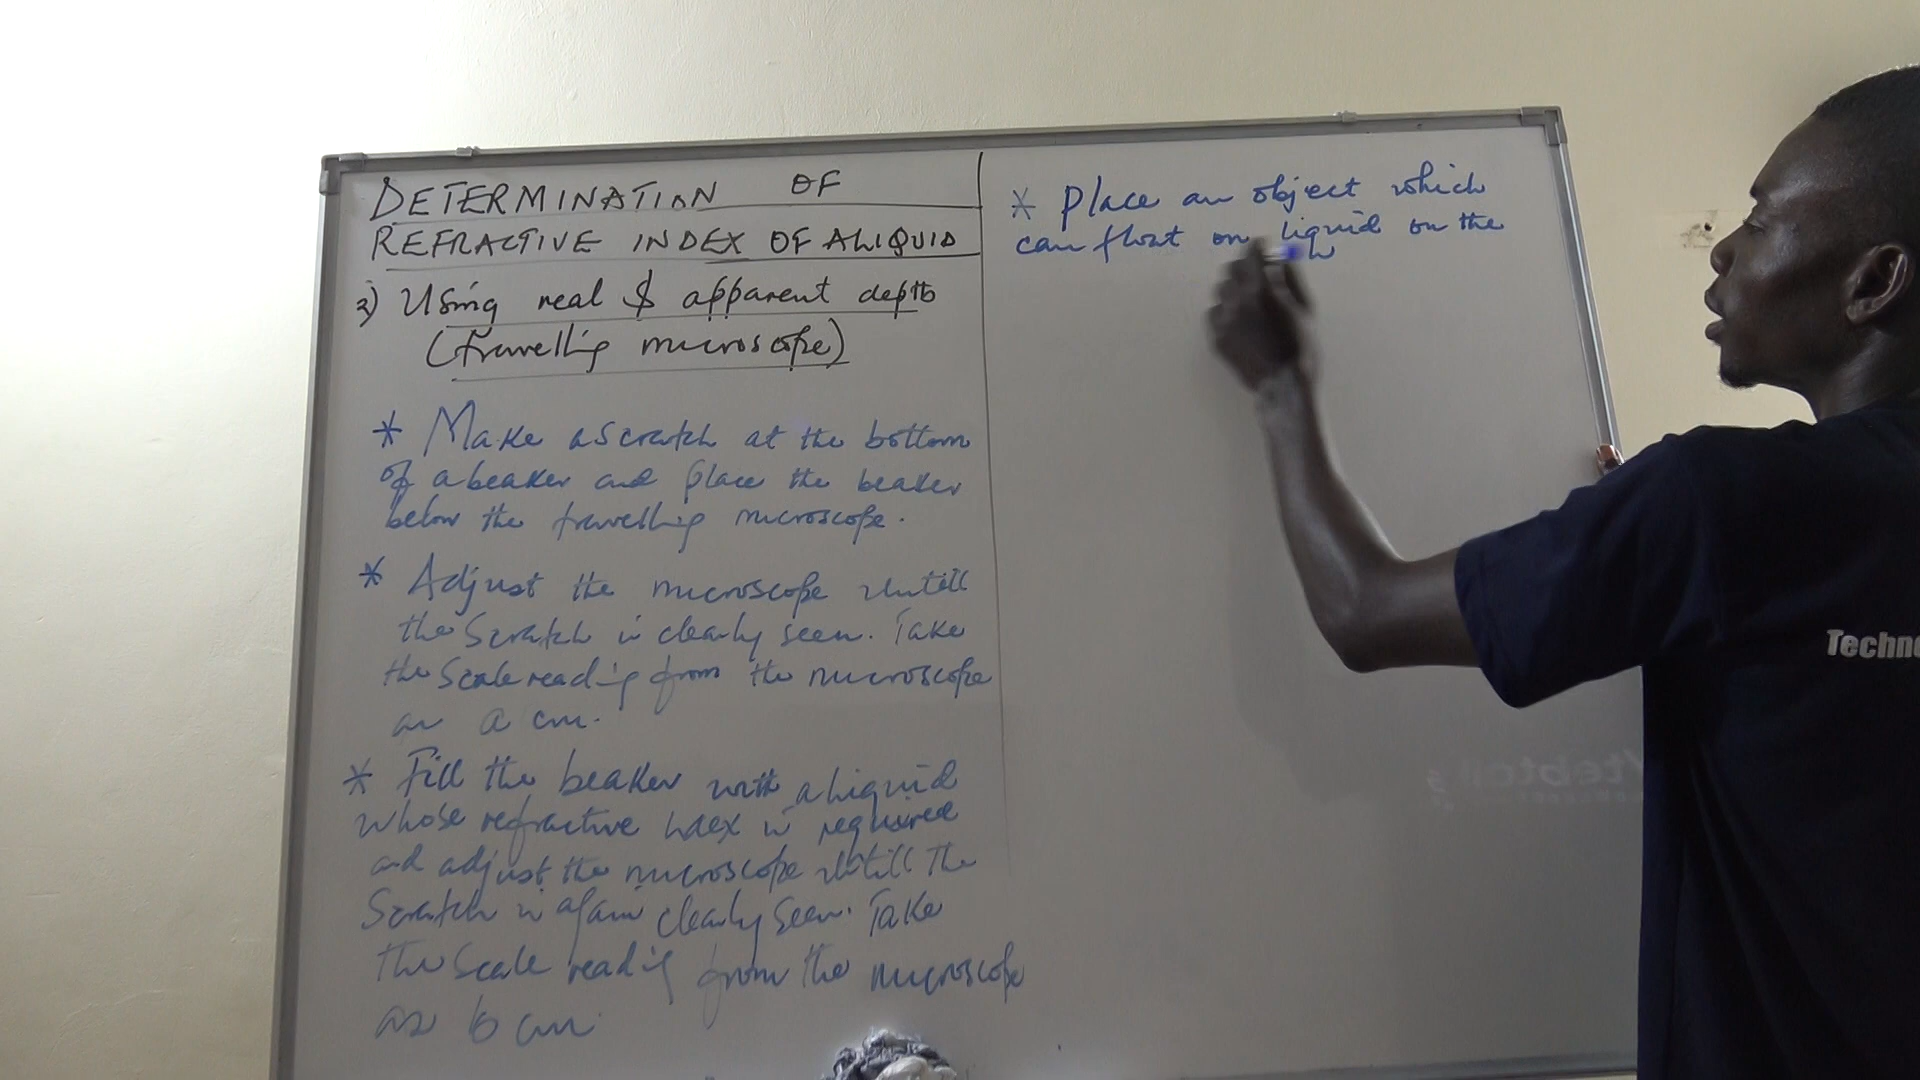 DETERMINATION OF
REFRACTIVE INDEX OF A LIQUID
3) Using real & apparent depth
(travelling microscope)
* Make a scratch at the bottom
of a beaker and place the beaker
below the travelling microscope.
* Adjust the microscope untill
the scratch is clearly seen. Take
the scale reading from the microscope
as a cm.
* Fill the beaker with a liquid
whose refractive index is required
and adjust the microscope untill the
scratch is again clearly seen. Take
the scale reading from the microscope
as b cm.
* Place an object which
can float on liquid on the
Techno